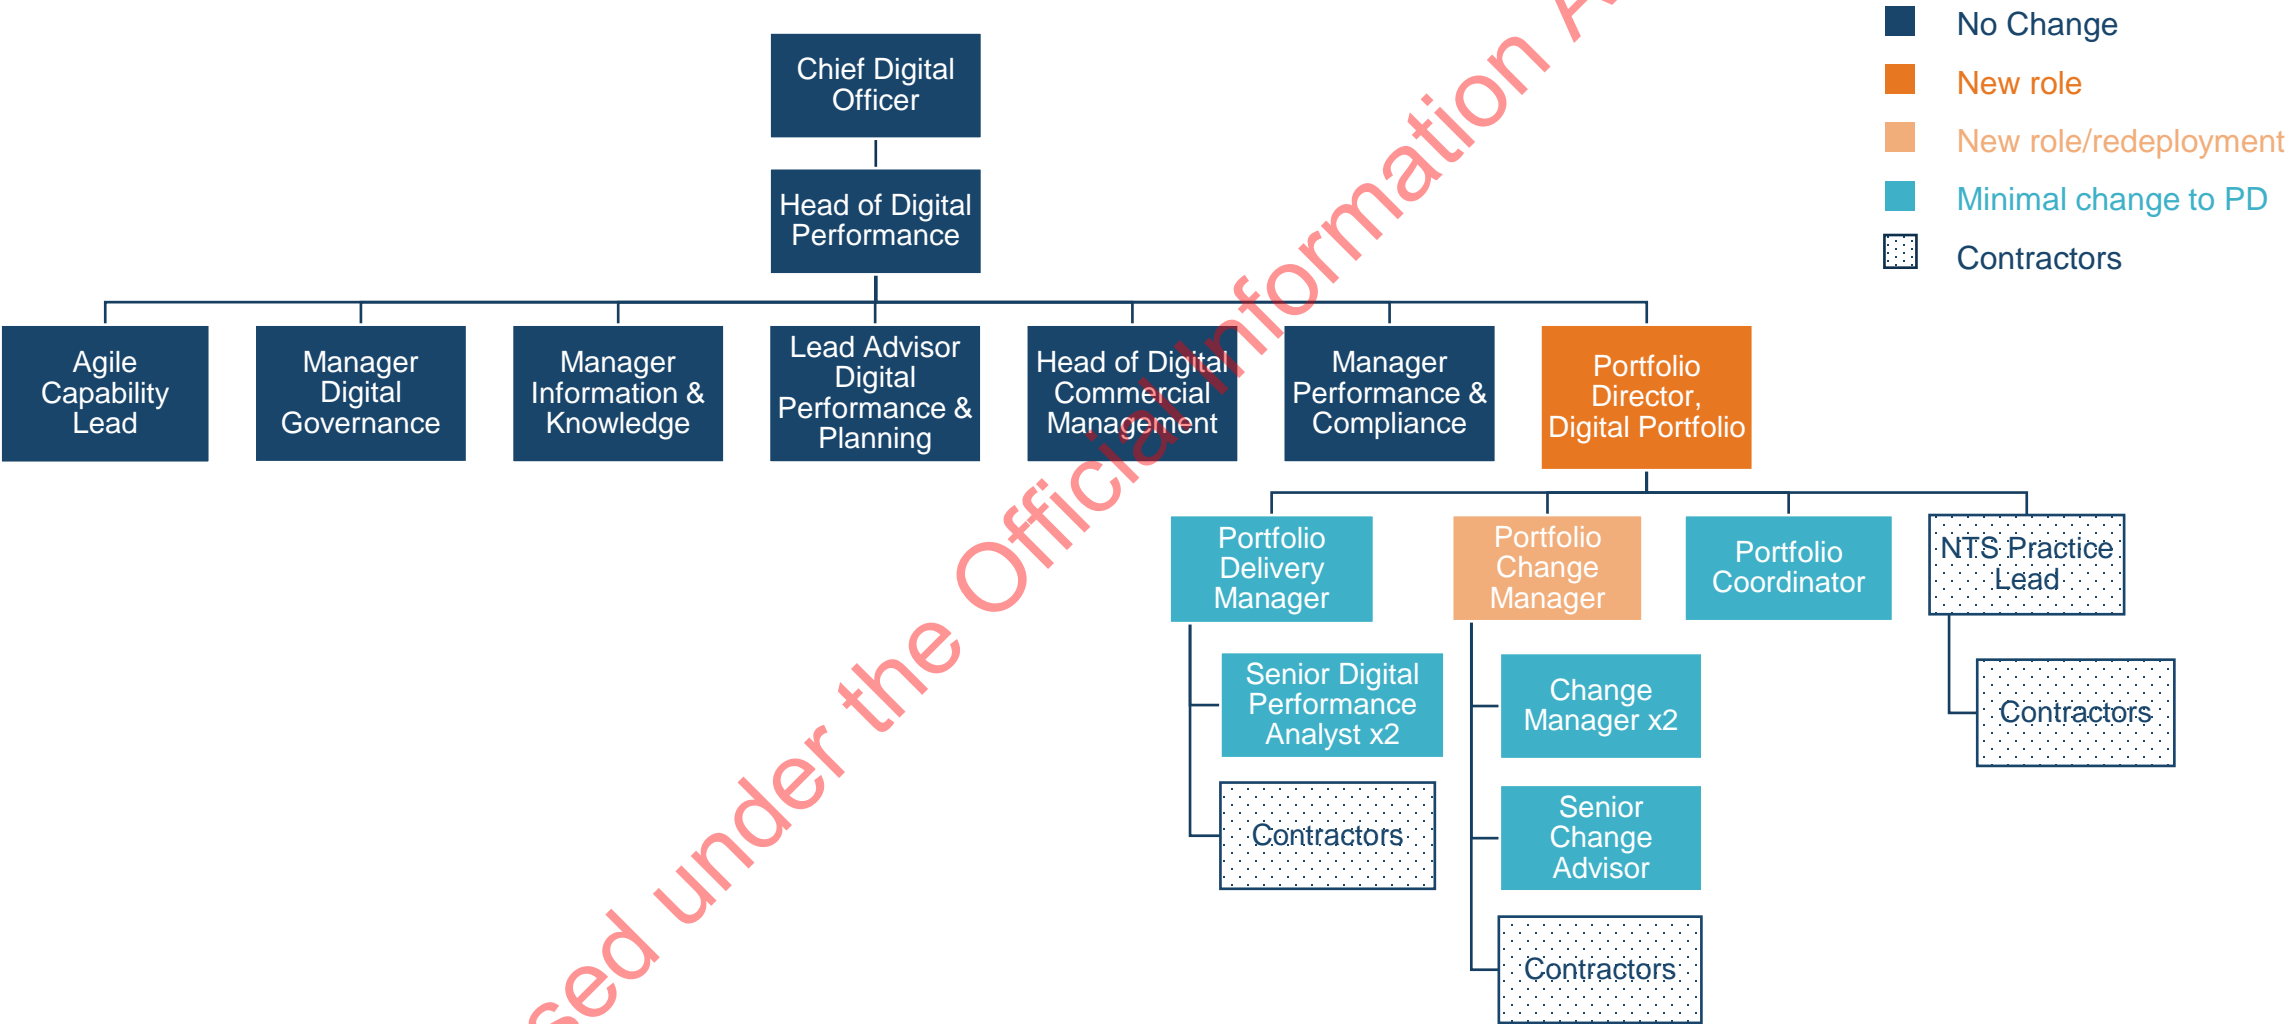 No Change
New role
New role/redeployment
Minimal change to PD
Contractors
Chief Digital
Officer
Head of Digital
Performance
Agile
Capability
Lead
Manager
Digital
Governance
Manager
Information &
Knowledge
Lead Advisor
Digital
Performance &
Planning
Head of Digital
Commercial
Management
Manager
Performance &
Compliance
Portfolio
Director,
Digital Portfolio
Portfolio
Delivery
Manager
Portfolio
Change
Manager
Portfolio
Coordinator
NTS Practice
Lead
Senior Digital
Performance
Analyst x2
Contractors
Change
Manager x2
Senior
Change
Advisor
Contractors
Contractors
sed under the Official Information A